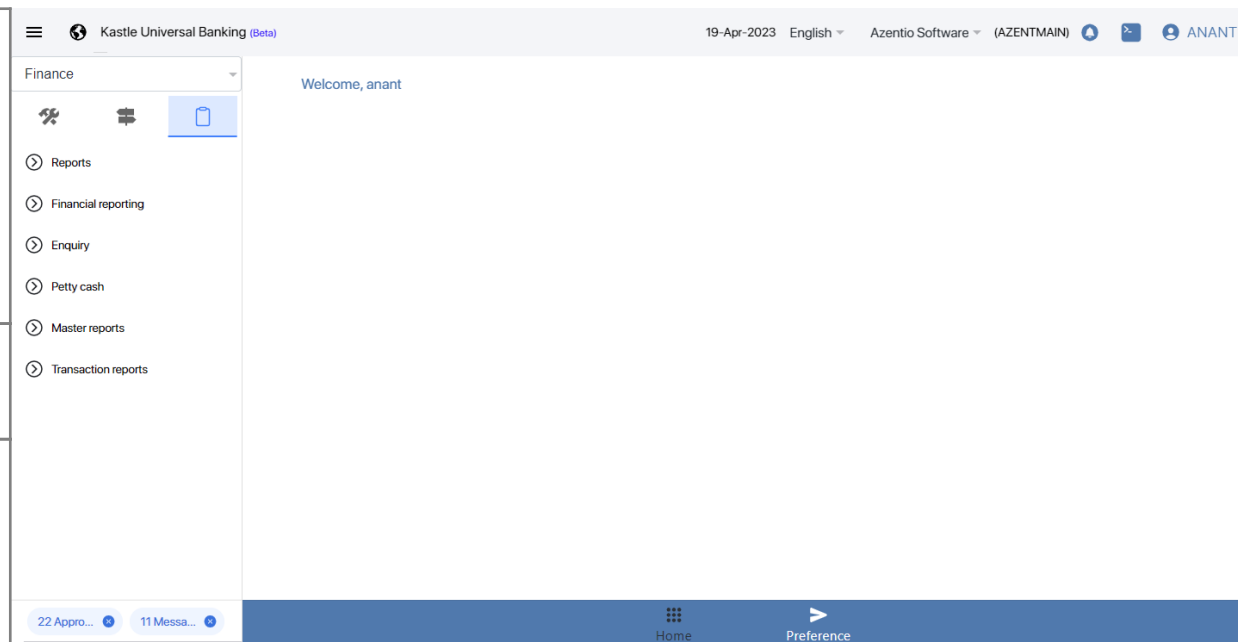 Kastle Universal Banking (Beta) 19-Apr-2023 English Azentio Software (AZENTMAIN) ANANT
Finance
Welcome, anant
Reports
Financial reporting
Enquiry
Petty cash
Master reports
Transaction reports
22 Appro... 11 Messa...
Home Preference